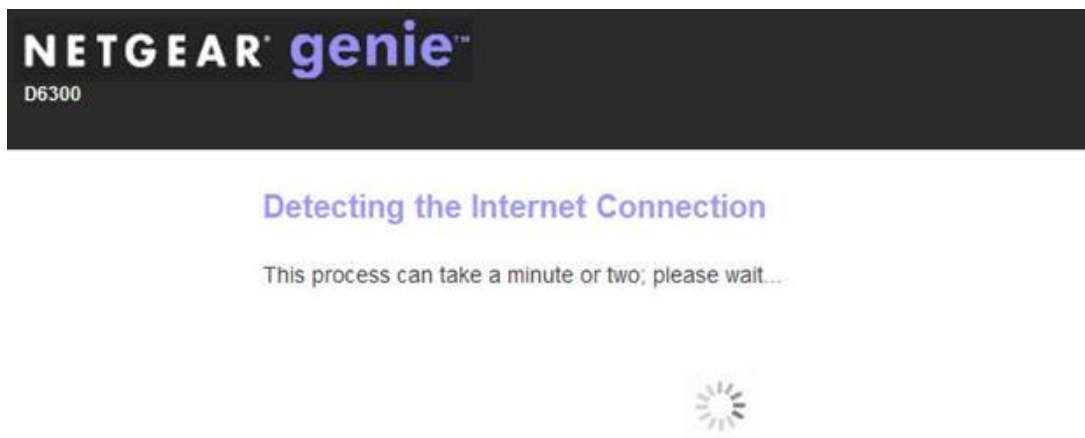 NETGEAR® genie™
D6300
Detecting the Internet Connection
This process can take a minute or two; please wait...